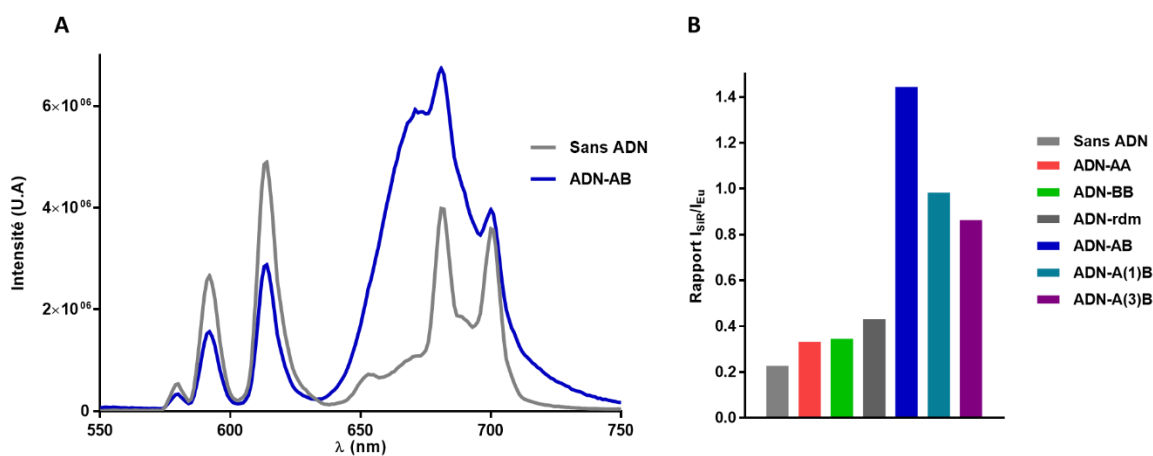 A
Intensité (U.A)
6×10⁰⁶
4×10⁰⁶
2×10⁰⁶
0
550
600
650
700
750
λ (nm)
Sans ADN
ADN-AB
B
Rapport I_SiR/I_Eu
1.4
1.2
1.0
0.8
0.6
0.4
0.2
0.0
Sans ADN
ADN-AA
ADN-BB
ADN-rdm
ADN-AB
ADN-A(1)B
ADN-A(3)B